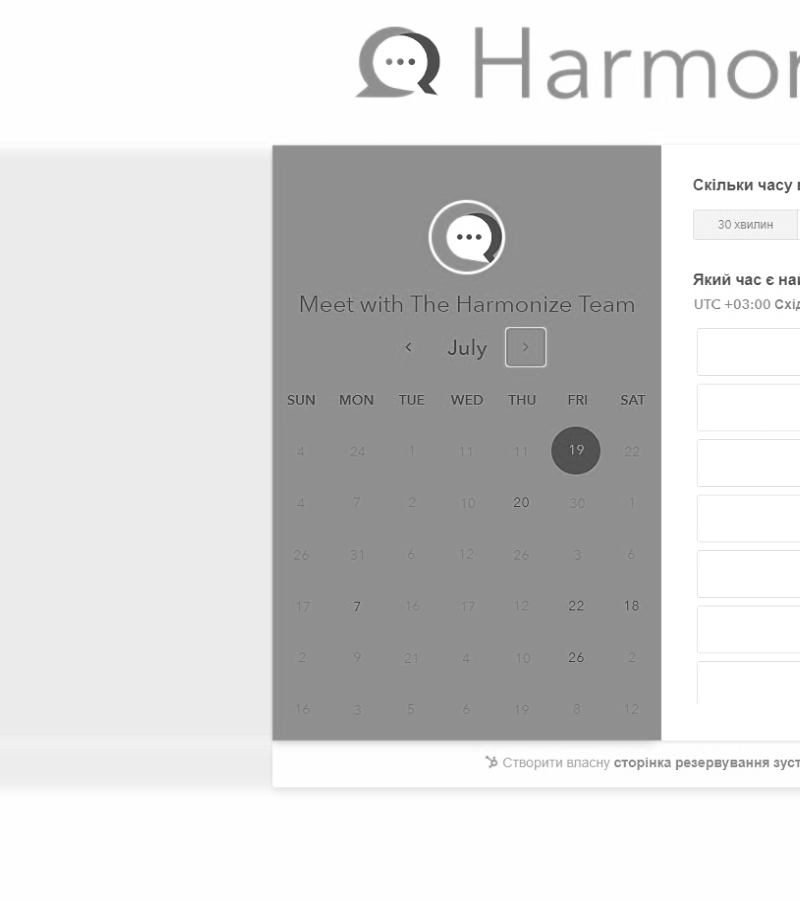 Harmon
Meet with The Harmonize Team
July
SUN MON TUE WED THU FRI SAT
4 24 1 11 11 19 22
4 7 2 10 20 30 1
26 31 6 12 26 3 6
17 7 16 17 12 22 18
2 9 21 4 10 26 2
16 3 5 6 19 8 12
Скільки часу
30 хвилин
Який час є на
UTC +03:00 Схі
Створити власну сторінка резервування зуст